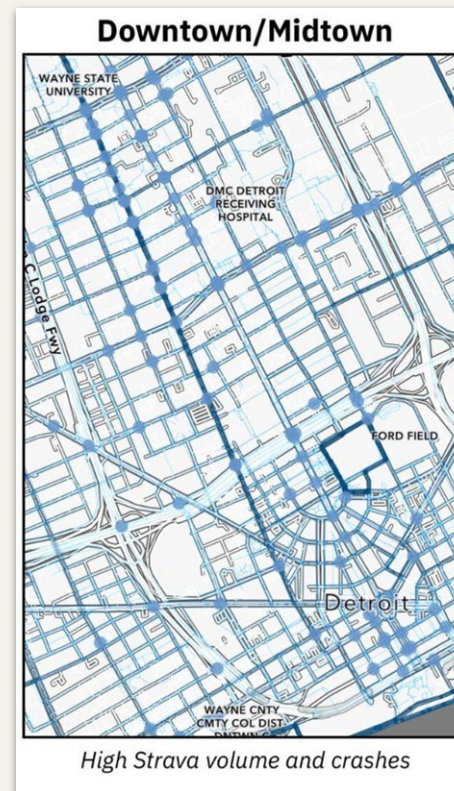 Downtown/Midtown
WAYNE STATE
UNIVERSITY
DMC DETROIT
RECEIVING
HOSPITAL
C Lodge Fwy
FORD FIELD
Detroit
WAYNE CNTY
CMTY COL DIST
High Strava volume and crashes